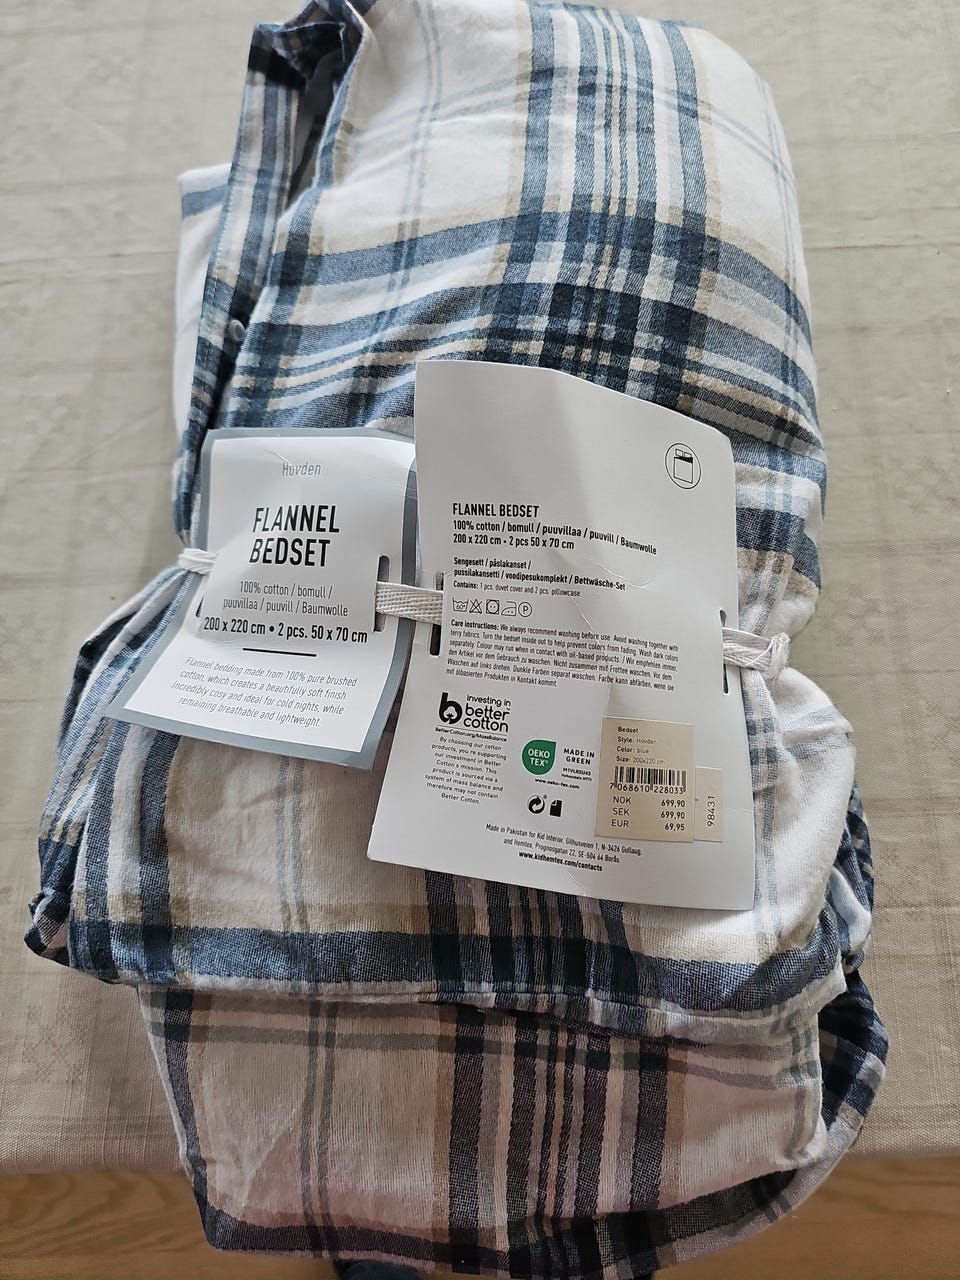 Hovden
FLANNEL
BEDSET
100% cotton / bomull /
puuvillaa / puuvill / Baumwolle
200 x 220 cm • 2 pcs. 50 x 70 cm
Flannel bedding made from 100% pure brushed
cotton, which creates a beautifully soft finish.
Incredibly cosy and ideal for cold nights, while
remaining breathable and lightweight.
FLANNEL BEDSET
100% cotton / bomull / puuvillaa / puuvill / Baumwolle
200 x 220 cm • 2 pcs 50 x 70 cm
Sengesett / påslakanset /
pussilakansetti / voodipesukomplekt / Bettwäsche-Set
Contains: 1 pcs. duvet cover and 2 pcs. pillowcase
P
Care instructions: We always recommend washing before use. Avoid washing together with
terry fabrics. Turn the bedset inside out to help prevent colors from fading. Wash dark colors
separately. Colour may run when in contact with oil-based products. / Wir empfehlen immer
den Artikel vor dem Gebrauch zu waschen. Nicht zusammen mit Frottee waschen. Vor dem
Waschen auf links drehen. Dunkle Farben separat waschen. Farbe kann abfärben, wenn sie
mit ölbasierten Produkten in Kontakt kommt.
investing in
better
cotton
BetterCotton.org/MassBalance
By choosing our cotton
products, you're supporting
our investment in Better
Cotton's mission. This
product is sourced via a
system of mass balance and
therefore may not contain
Better Cotton.
OEKO
TEX®
MADE IN
GREEN
www.oeko-tex.com
Bedset
Style: Hovden
Color: blue
Size: 200x220 cm
7 068610 228033
NOK 699,90
SEK 699,90
EUR 69,95
98431
Made in Pakistan for Kid Interior, Gilhusveien 1, N-3426 Gullaug,
and Hemtex, Prognosgatan 22, SE-504 64 Borås.
www.kidhemtex.com/contacts